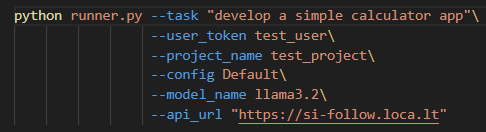 python runner.py --task "develop a simple calculator app"\
--user_token test_user\
--project_name test_project\
--config Default\
--model_name llama3.2\
--api_url "https://si-follow.loca.lt"